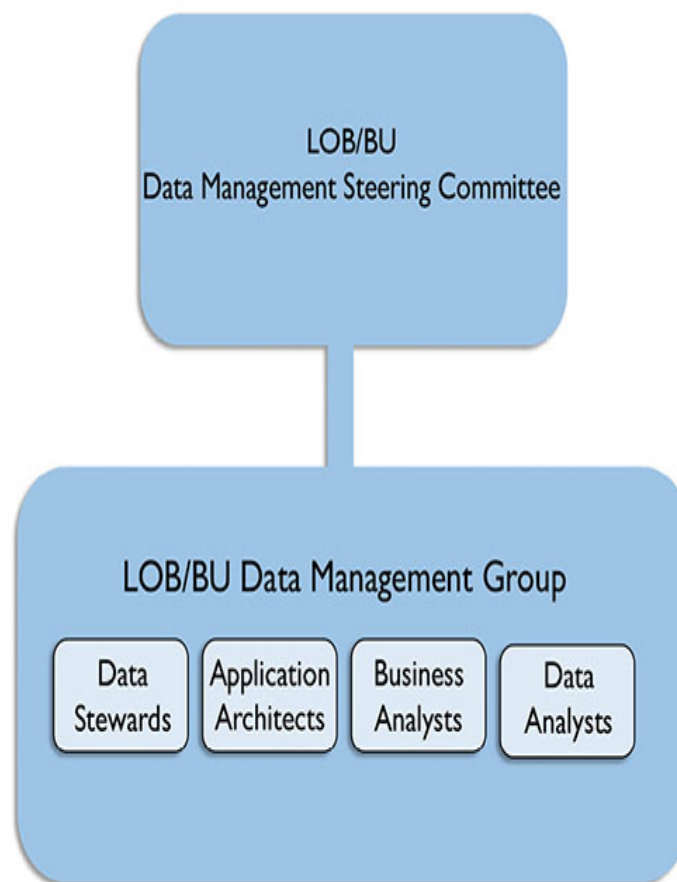 LOB/BU
Data Management Steering Committee
LOB/BU Data Management Group
Data
Stewards
Application
Architects
Business
Analysts
Data
Analysts